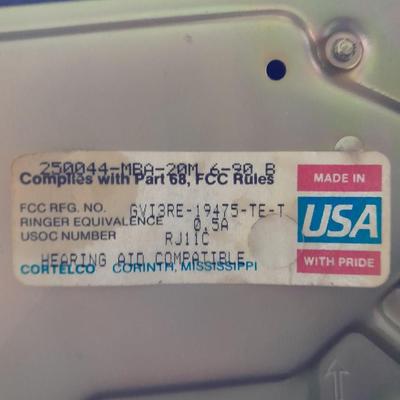 250044-MBA-20M 6-90 B
Complies with Part 68, FCC Rules
FCC RFG. NO. GVI3RE-19475-TE-T
RINGER EQUIVALENCE 0.5A
USOC NUMBER RJ11C
HEARING AID COMPATIBLE
CORTELCO CORINTH, MISSISSIPPI
MADE IN
USA
WITH PRIDE